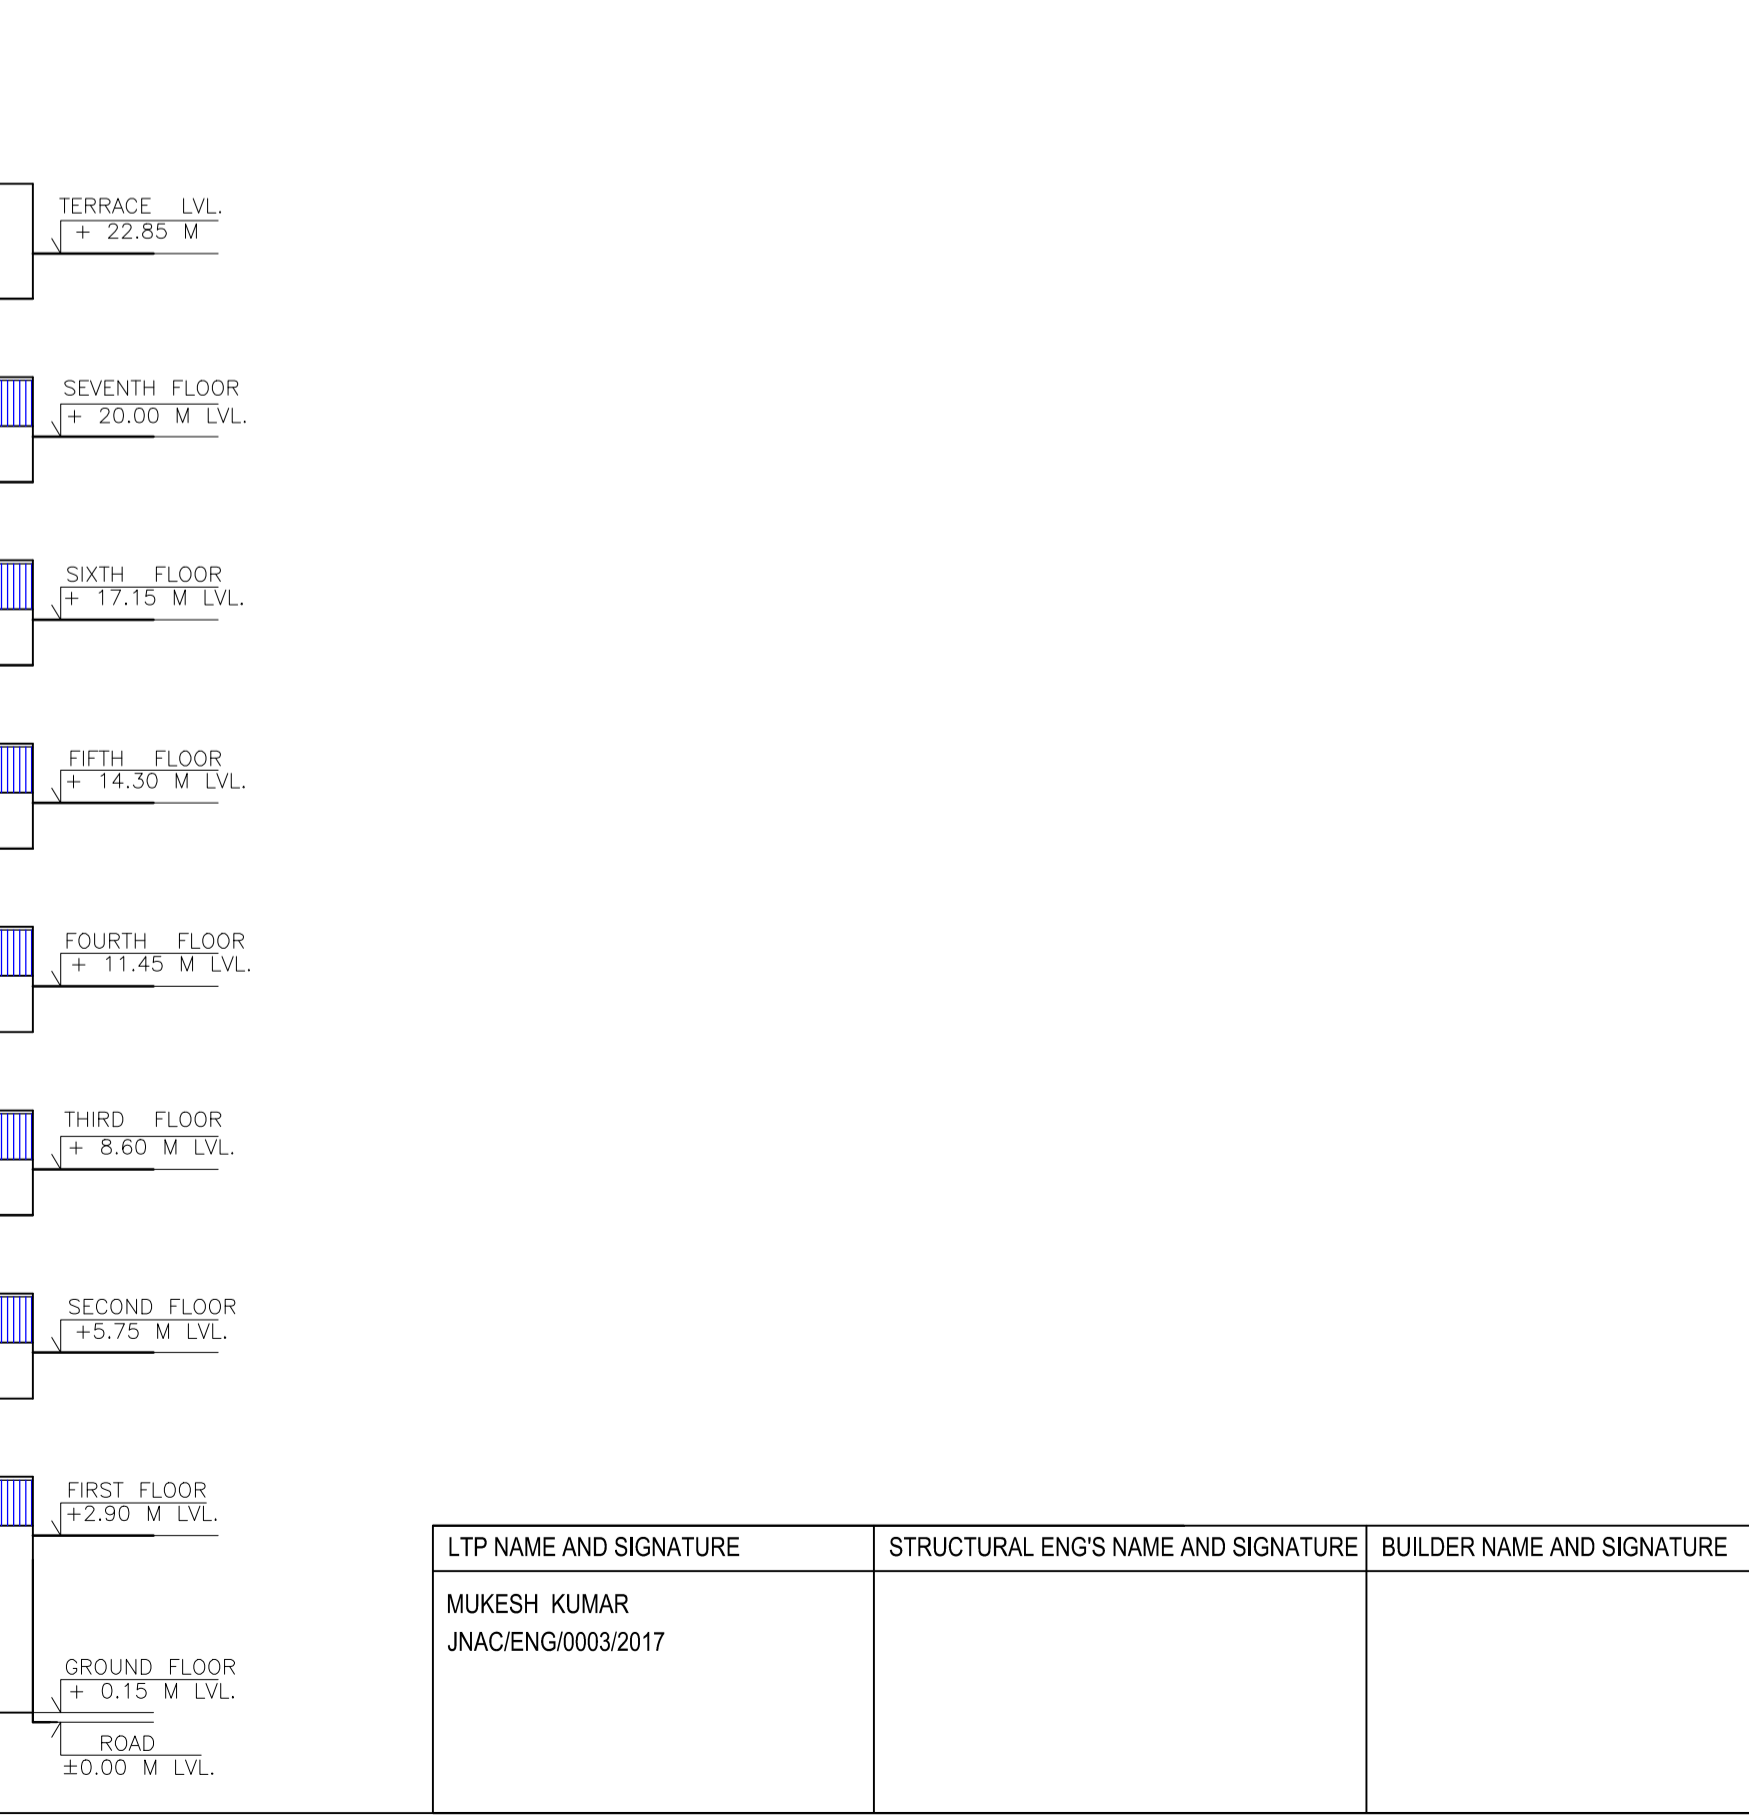 TERRACE LVL.
+ 22.85 M
SEVENTH FLOOR
+ 20.00 M LVL.
SIXTH FLOOR
+ 17.15 M LVL.
FIFTH FLOOR
+ 14.30 M LVL.
FOURTH FLOOR
+ 11.45 M LVL.
THIRD FLOOR
+ 8.60 M LVL.
SECOND FLOOR
+5.75 M LVL.
FIRST FLOOR
+2.90 M LVL.
GROUND FLOOR
+ 0.15 M LVL.
ROAD
±0.00 M LVL.
LTP NAME AND SIGNATURE
MUKESH KUMAR
JNAC/ENG/0003/2017
STRUCTURAL ENG'S NAME AND SIGNATURE
BUILDER NAME AND SIGNATURE